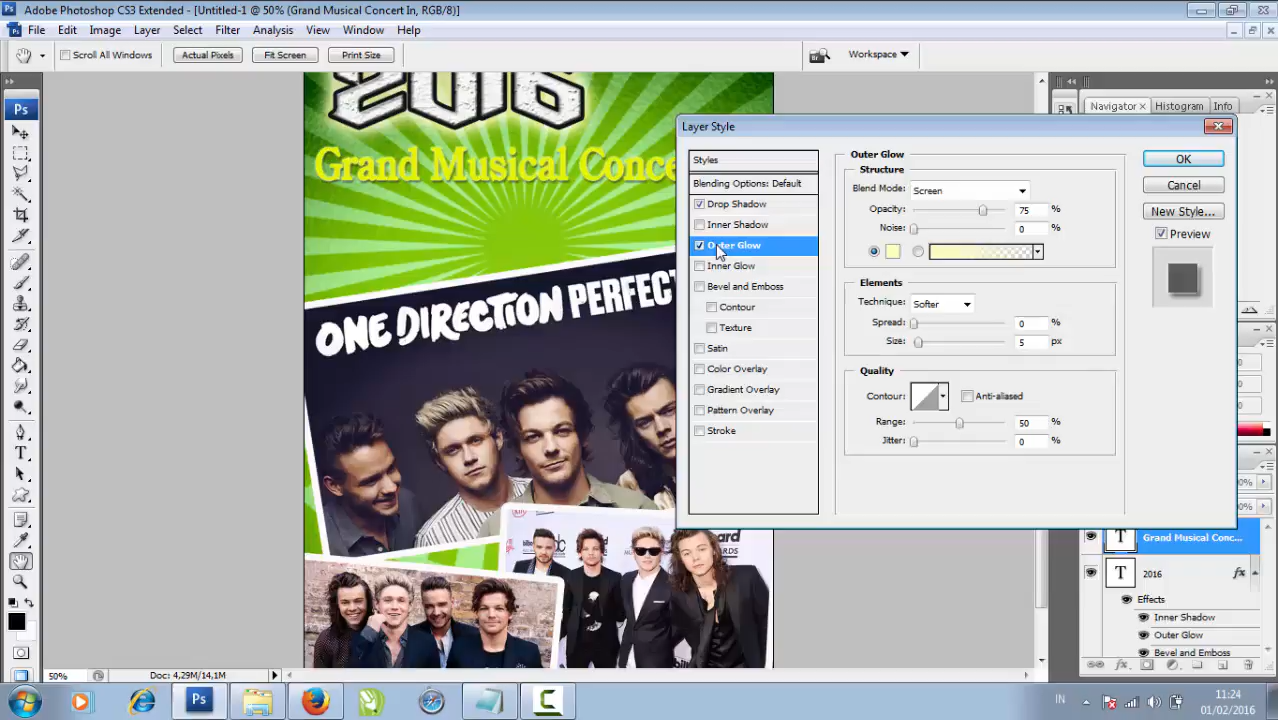 Adobe Photoshop CS3 Extended - [Untitled-1 @ 50% (Grand Musical Concert In, RGB/8)]
File Edit Image Layer Select Filter Analysis View Window Help
Scroll All Windows Actual Pixels Fit Screen Print Size Workspace
Ps
2016
Grand Musical Conce
ONE DIRECTION PERFECT
Navigator × Histogram Info
Layer Style
Styles
Blending Options: Default
Drop Shadow
Inner Shadow
Outer Glow
Inner Glow
Bevel and Emboss
Contour
Texture
Satin
Color Overlay
Gradient Overlay
Pattern Overlay
Stroke
Outer Glow
Structure
Blend Mode: Screen
Opacity: 75 %
Noise: 0 %
Elements
Technique: Softer
Spread: 0 %
Size: 5 px
Quality
Contour: Anti-aliased
Range: 50 %
Jitter: 0 %
OK
Cancel
New Style...
Preview
T Grand Musical Conc...
T 2016 fx
Effects
Inner Shadow
Outer Glow
Bevel and Emboss
50% Doc: 4,29M/14,1M
Ps
IN 11:24
01/02/2016